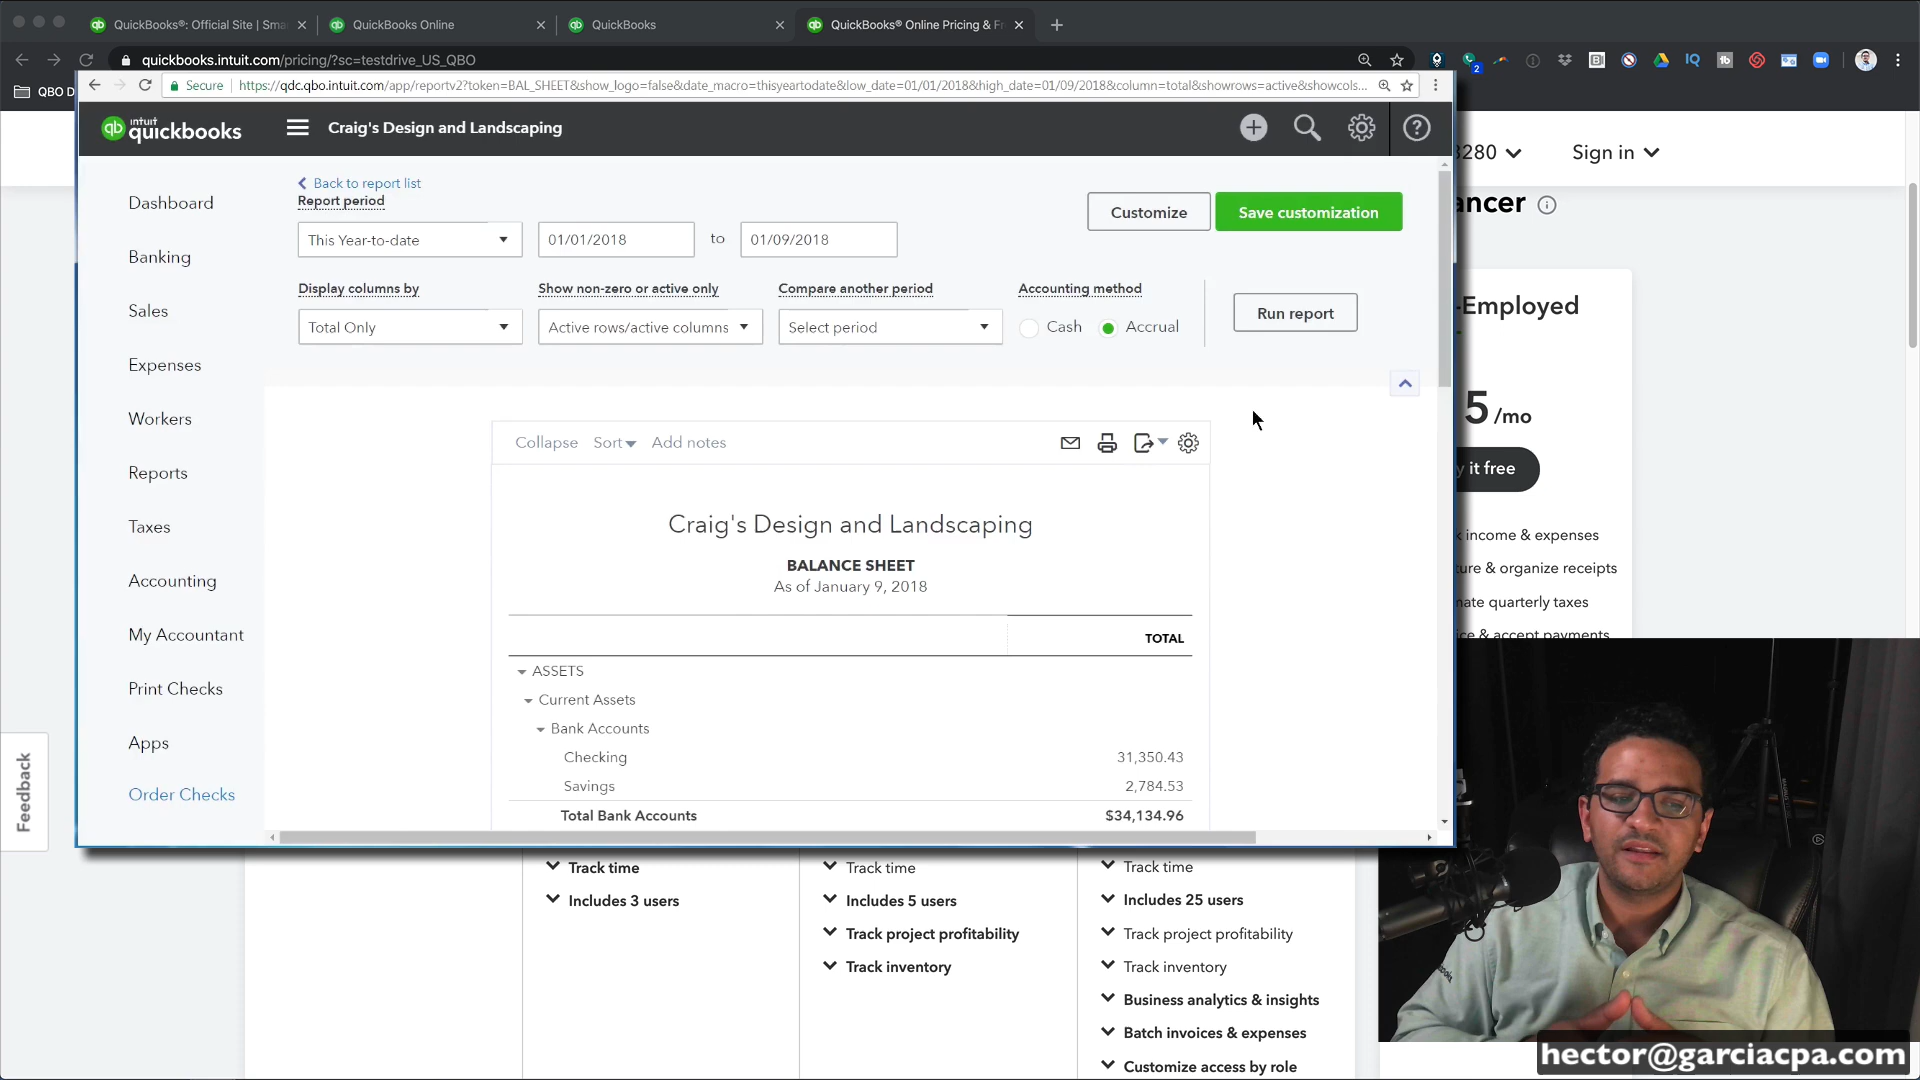 QuickBooks®: Official Site | Sma
QuickBooks Online
QuickBooks
QuickBooks® Online Pricing & Fr
quickbooks.intuit.com/pricing/?sc=testdrive_US_QBO
2
QBO D
Secure
https://qdc.qbo.intuit.com/app/reportv2?token=BAL_SHEET&show_logo=false&date_macro=thisyeartodate&low_date=01/01/2018&high_date=01/09/2018&column=total&showrows=active&showcols...
intuit
quickbooks
Craig's Design and Landscaping
3280
Sign in
Dashboard
Banking
Sales
Expenses
Workers
Reports
Taxes
Accounting
My Accountant
Print Checks
Apps
Order Checks
Back to report list
Report period
This Year-to-date
01/01/2018
to
01/09/2018
Customize
Save customization
Display columns by
Show non-zero or active only
Compare another period
Accounting method
Total Only
Active rows/active columns
Select period
Cash
Accrual
Run report
Collapse
Sort
Add notes
Craig's Design and Landscaping
BALANCE SHEET
As of January 9, 2018
TOTAL
ASSETS
Current Assets
Bank Accounts
Checking 31,350.43
Savings 2,784.53
Total Bank Accounts $34,134.96
ancer
-Employed
5 /mo
y it free
k income & expenses
ture & organize receipts
mate quarterly taxes
ice & accept payments
Feedback
Track time
Includes 3 users
Track time
Includes 5 users
Track project profitability
Track inventory
Track time
Includes 25 users
Track project profitability
Track inventory
Business analytics & insights
Batch invoices & expenses
Customize access by role
hector@garciacpa.com